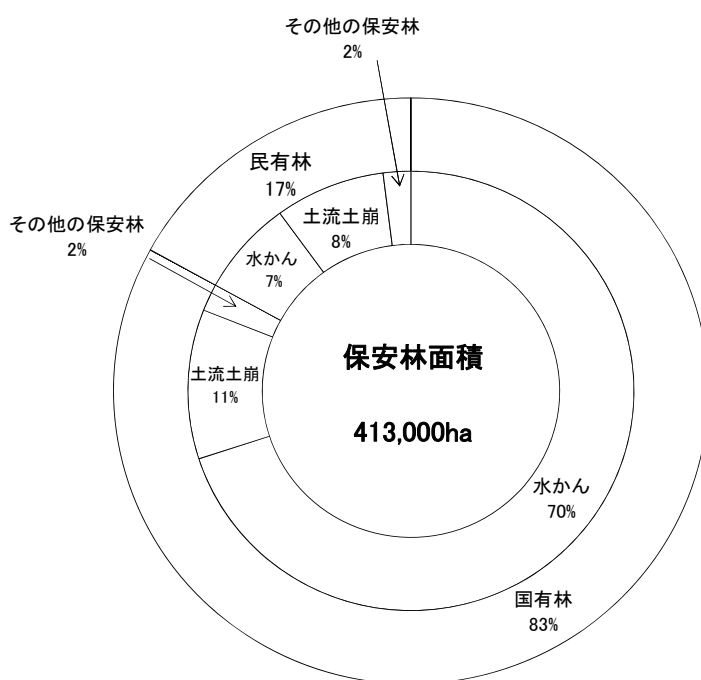 その他の保安林
2%
民有林
17%
その他の保安林
2%
土流土崩
8%
水かん
7%
保安林面積
413,000ha
土流土崩
11%
水かん
70%
国有林
83%